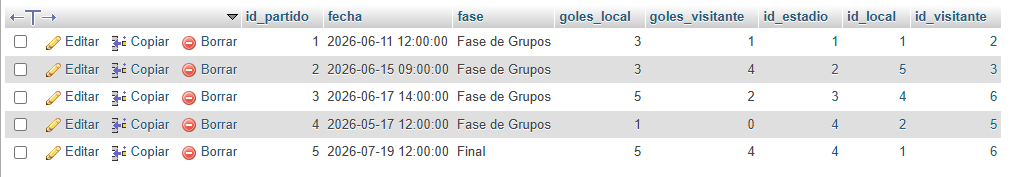 id_partido fecha fase goles_local goles_visitante id_estadio id_local id_visitante
Editar Copiar Borrar 1 2026-06-11 12:00:00 Fase de Grupos 3 1 1 1 2
Editar Copiar Borrar 2 2026-06-15 09:00:00 Fase de Grupos 3 4 2 5 3
Editar Copiar Borrar 3 2026-06-17 14:00:00 Fase de Grupos 5 2 3 4 6
Editar Copiar Borrar 4 2026-05-17 12:00:00 Fase de Grupos 1 0 4 2 5
Editar Copiar Borrar 5 2026-07-19 12:00:00 Final 5 4 4 1 6